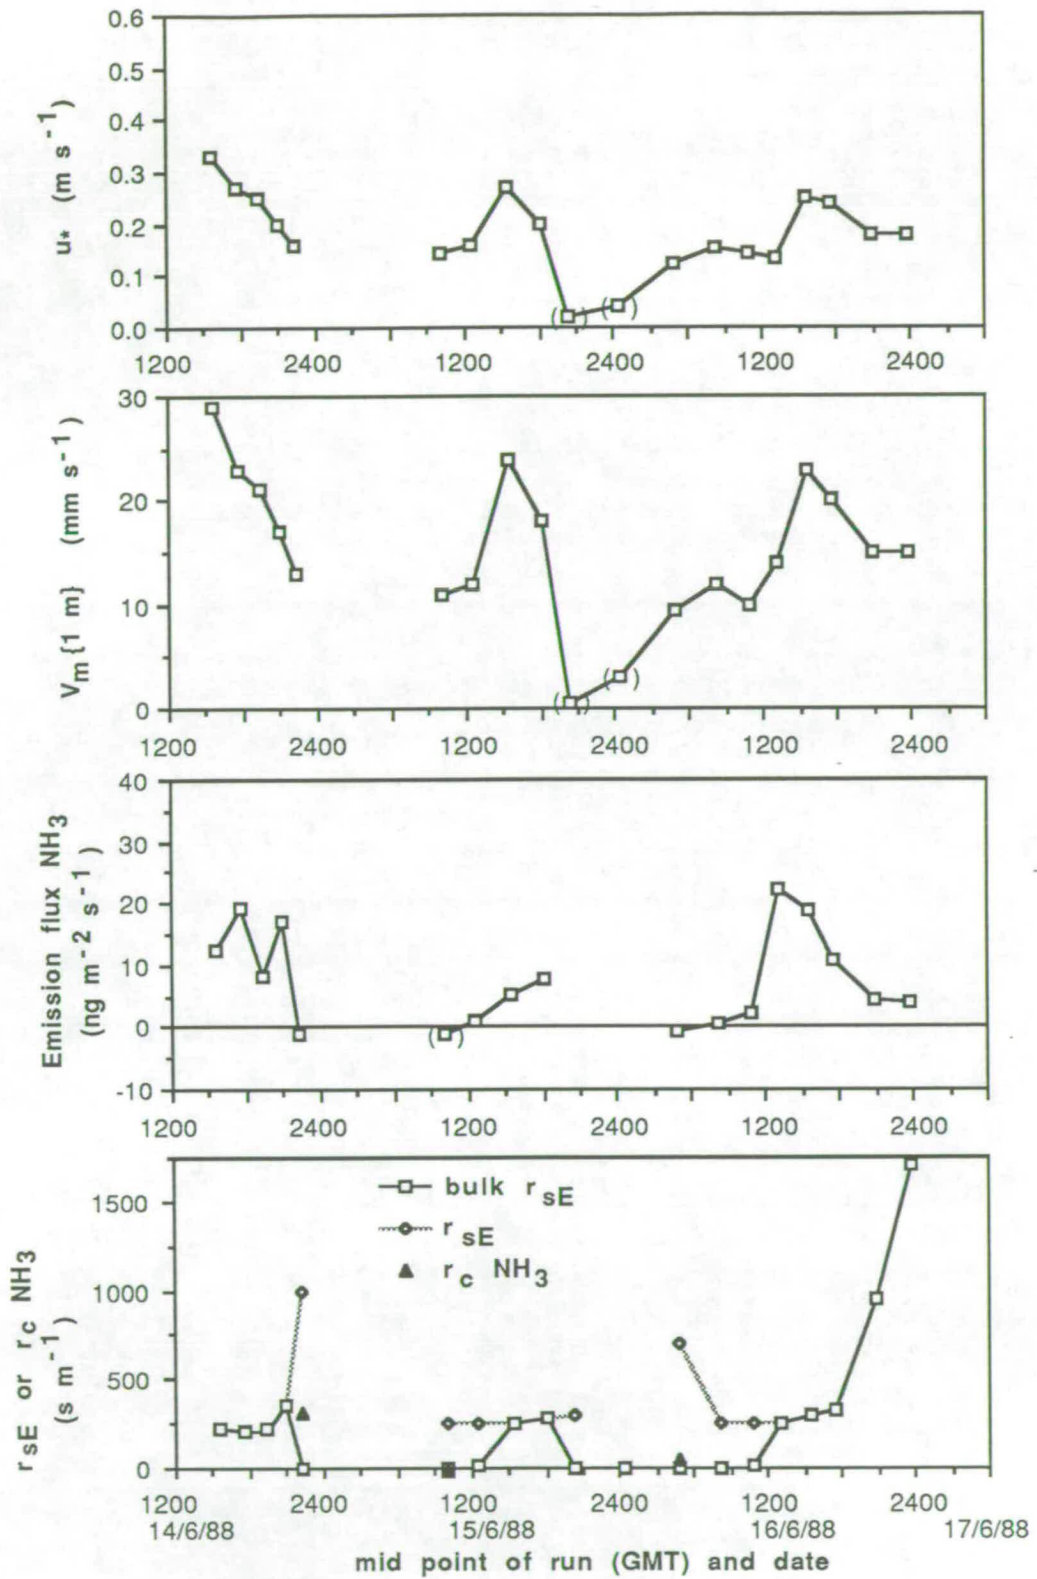 0.6
0.5
0.4
0.3
0.2
0.1
0.0
u* (m s-1)
1200 2400 1200 2400 1200 2400
30
20
10
0
Vm{1 m} (mm s-1)
1200 2400 1200 2400 1200 2400
40
30
20
10
0
-10
Emission flux NH3
(ng m-2 s-1)
( )
1200 2400 1200 2400 1200 2400
1500
1000
500
0
rsE or rc NH3
(s m-1)
bulk rsE
rsE
rc NH3
1200 2400 1200 2400 1200 2400
14/6/88 15/6/88 16/6/88 17/6/88
mid point of run (GMT) and date